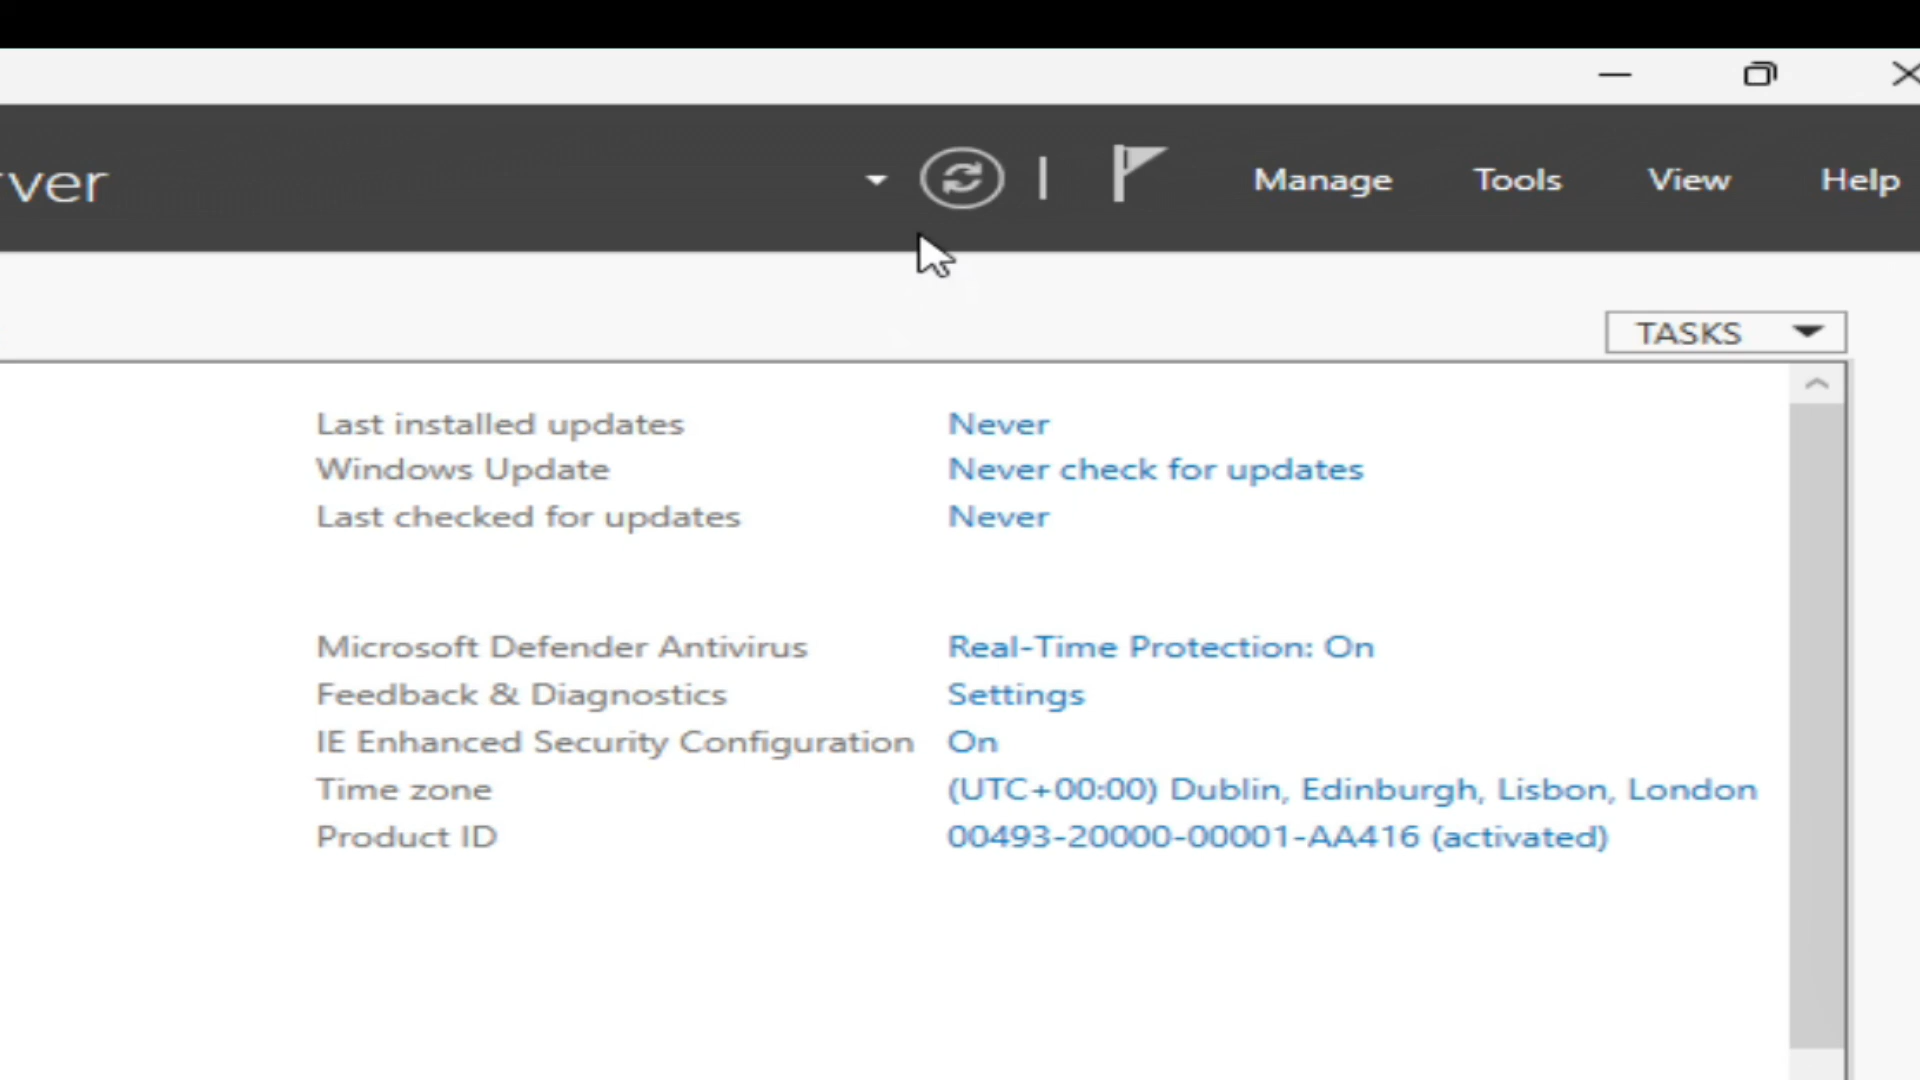 rver
Manage Tools View Help
TASKS
Last installed updates Never
Windows Update Never check for updates
Last checked for updates Never
Microsoft Defender Antivirus Real-Time Protection: On
Feedback & Diagnostics Settings
IE Enhanced Security Configuration On
Time zone (UTC+00:00) Dublin, Edinburgh, Lisbon, London
Product ID 00493-20000-00001-AA416 (activated)